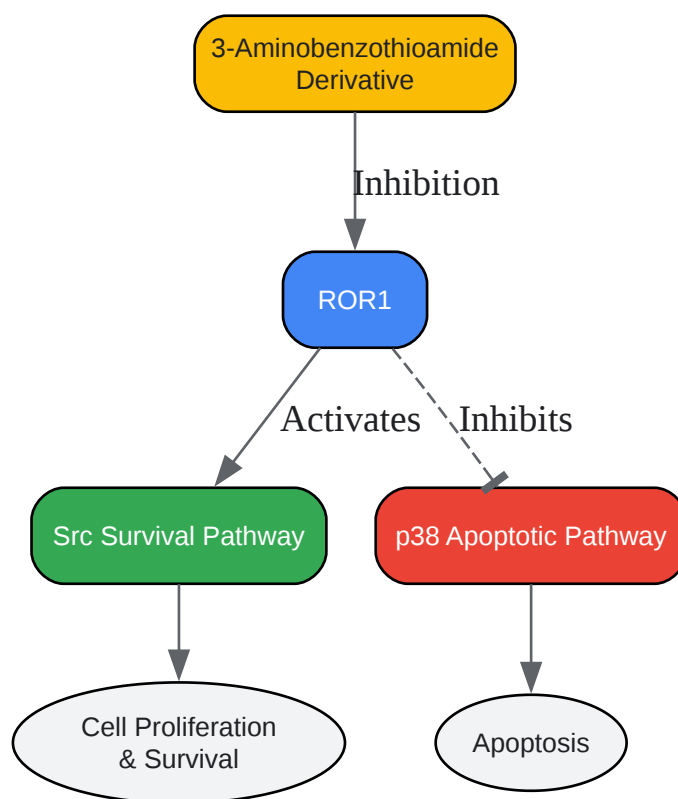 3-Aminobenzothioamide
Derivative
Inhibition
ROR1
Activates
Inhibits
Src Survival Pathway
p38 Apoptotic Pathway
Cell Proliferation
& Survival
Apoptosis